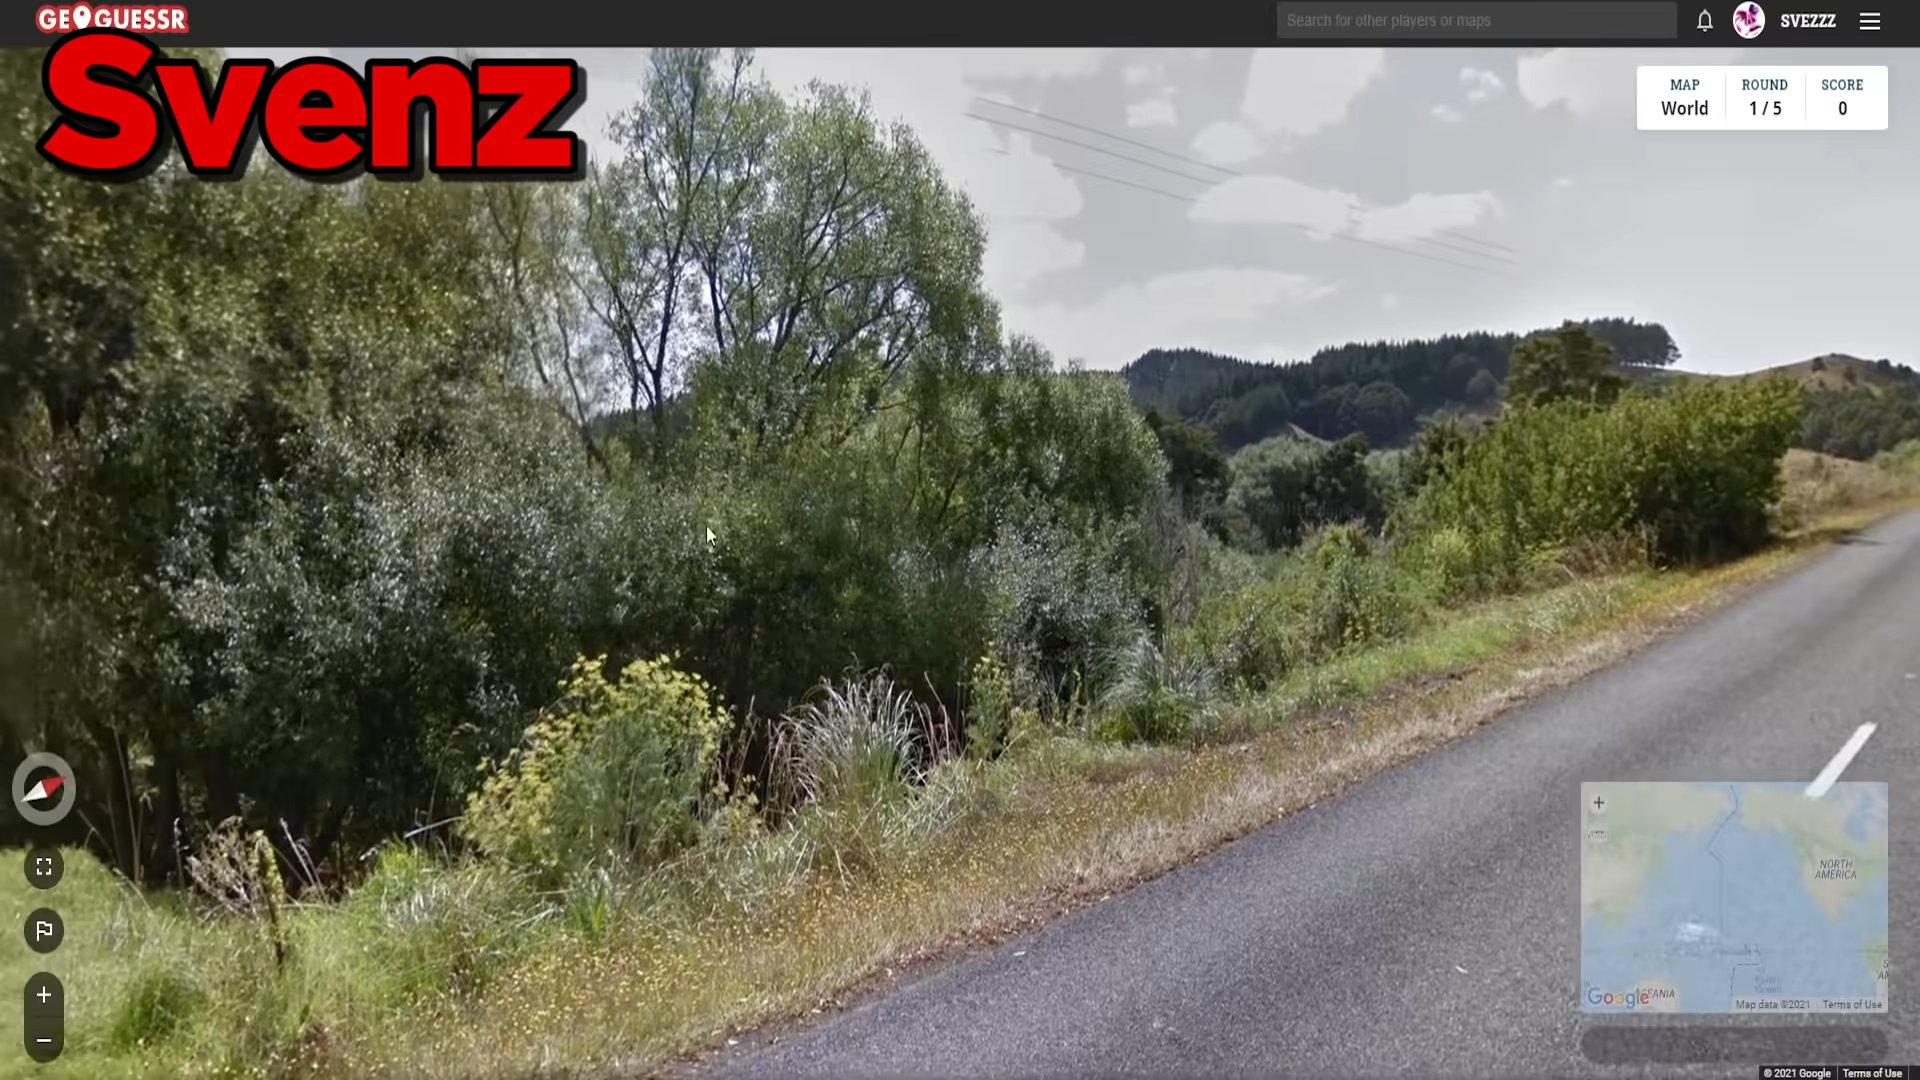 GEOGUESSR
Search for other players or maps
SVEZZZ
Svenz
MAP
World
ROUND
1 / 5
SCORE
0
NORTH
AMERICA
Google
Map data ©2021
Terms of Use
© 2021 Google
Terms of Use